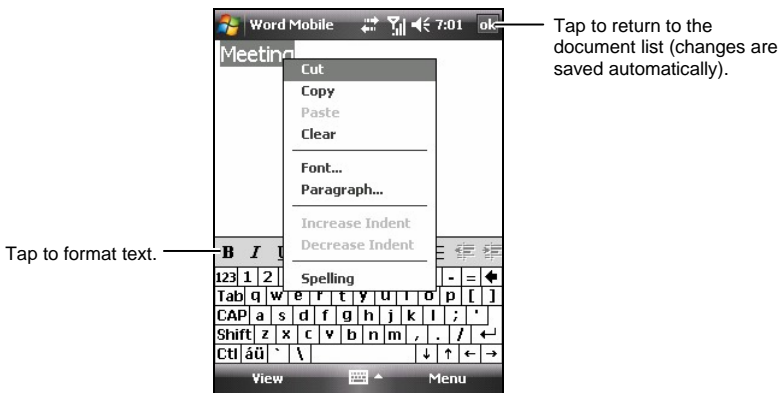 Word Mobile 7:01 ok
Tap to return to the
document list (changes are
saved automatically).
Meeting
Cut
Copy
Paste
Clear
Font...
Paragraph...
Increase Indent
Decrease Indent
Spelling
Tap to format text.
B I U
123 1 2 - =
Tab q w e r t y u i o p [ ]
CAP a s d f g h j k l ; '
Shift z x c v b n m , . / ↵
Ctl áü ` \ ↓ ↑ ← →
View Menu